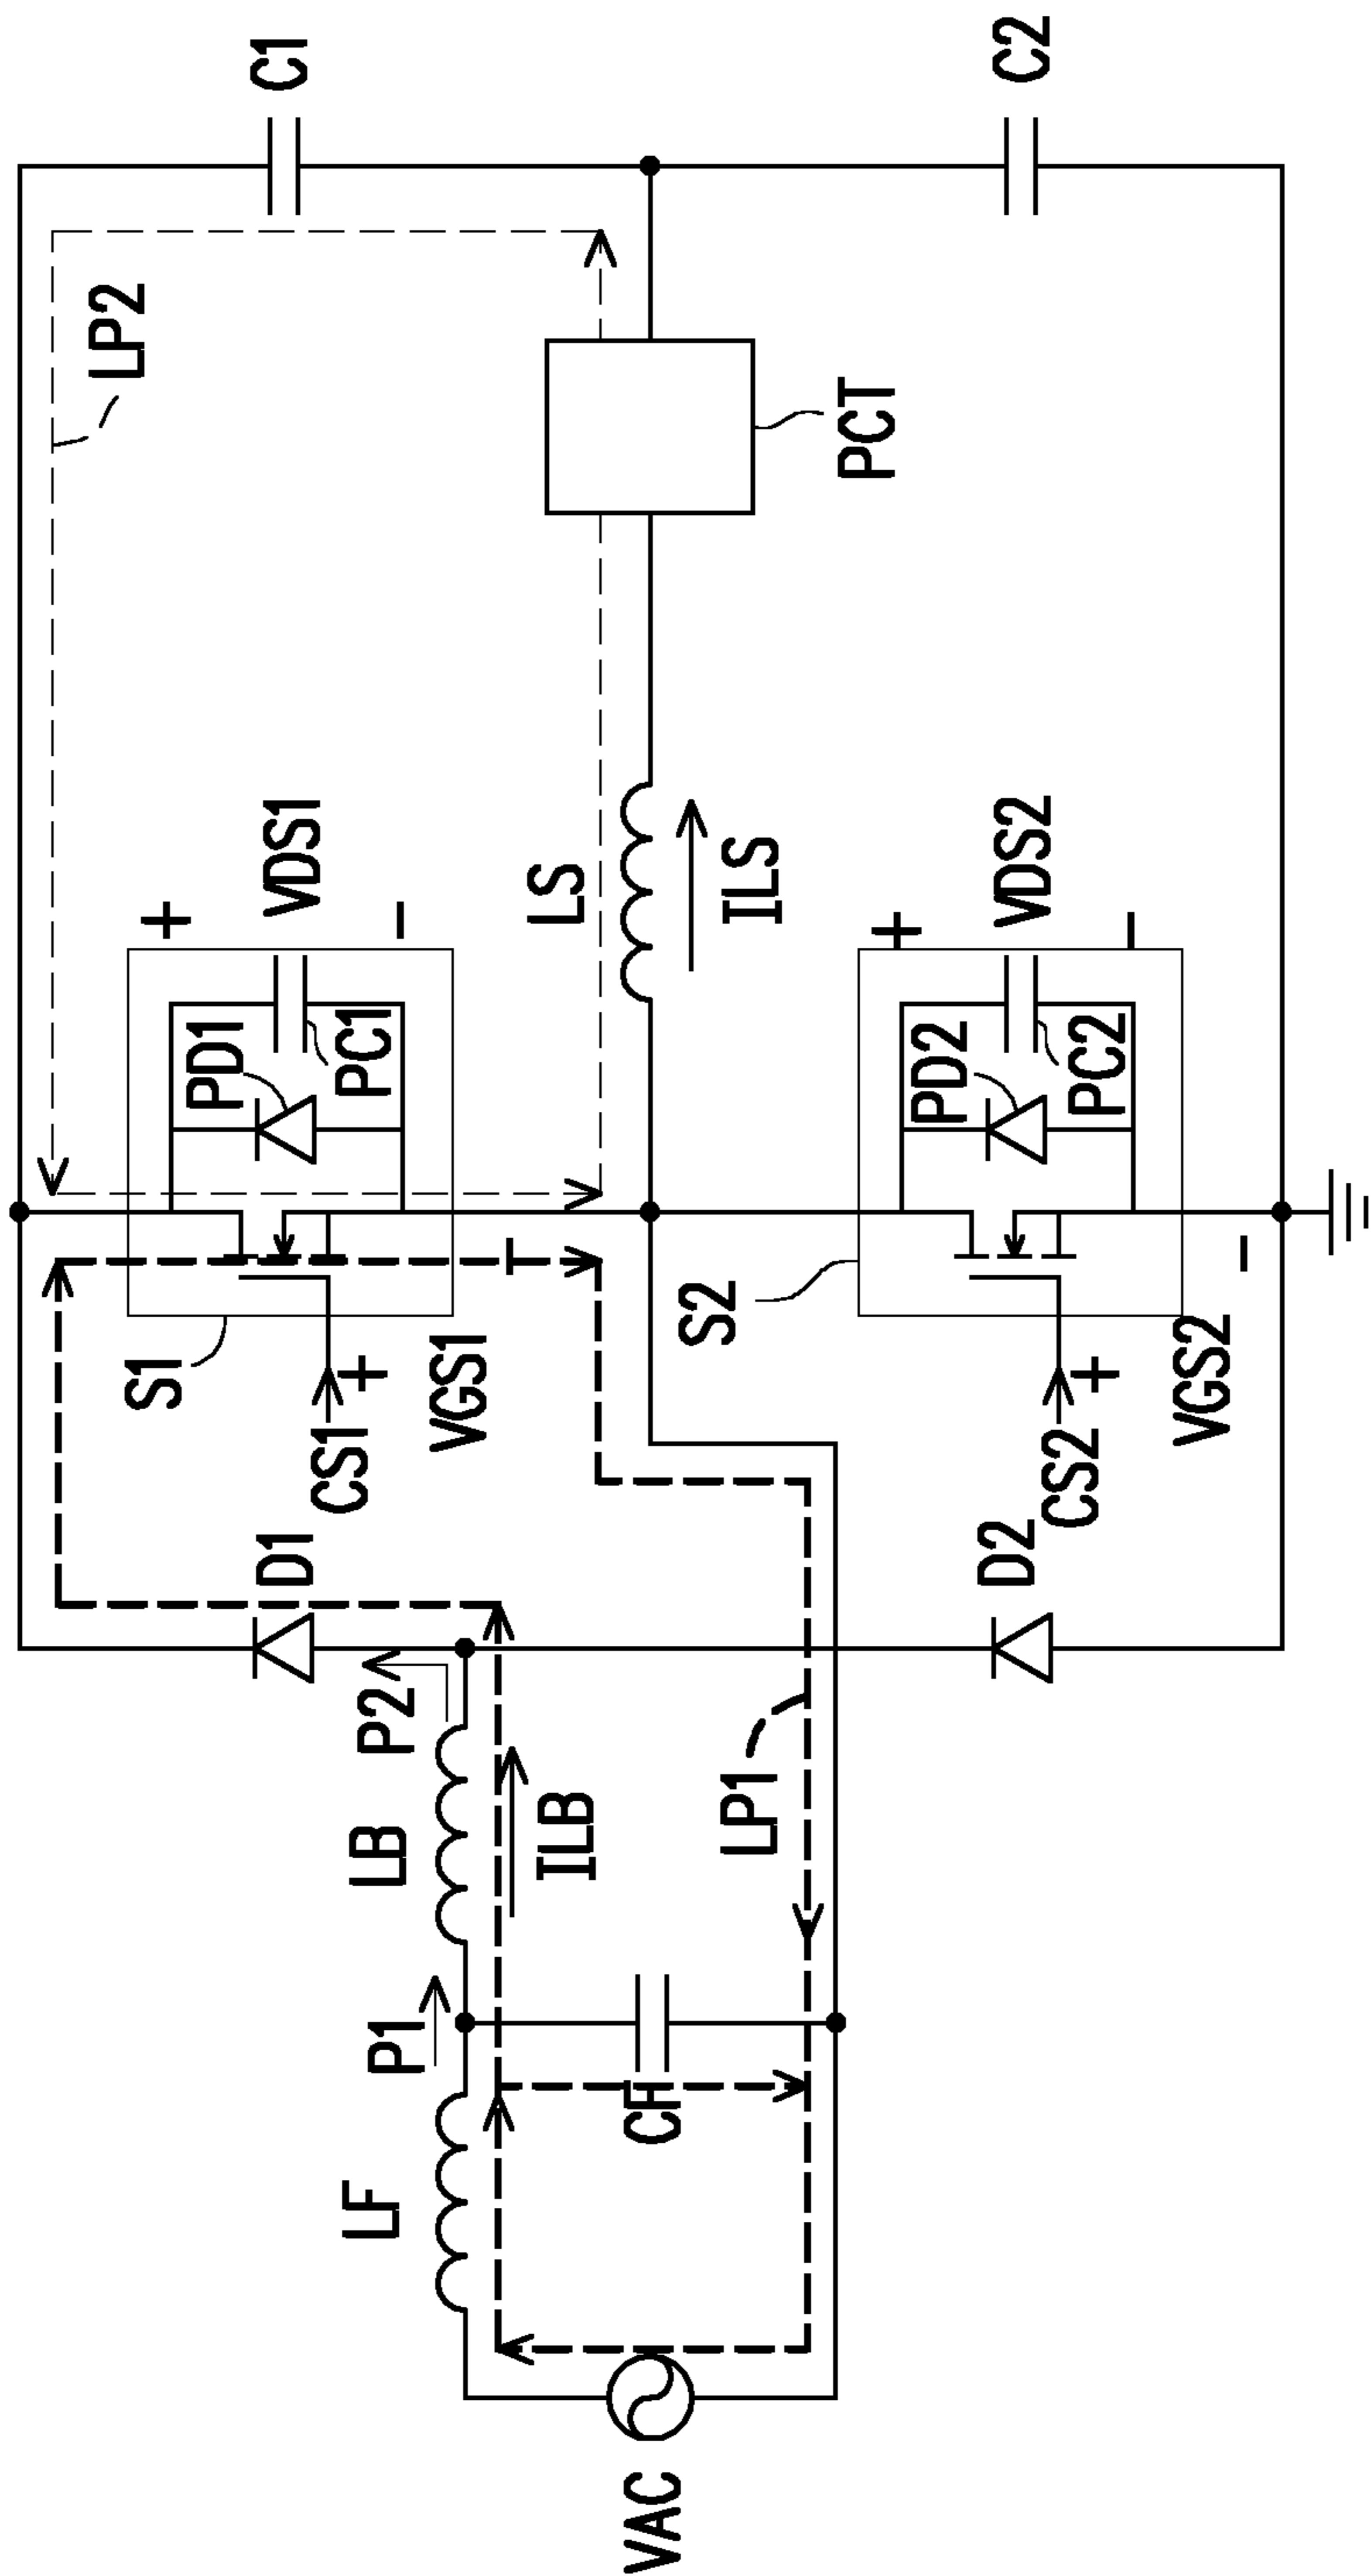 LP2
S1
+
PD1
D1
VDS1
C1
CS1
PC1
+
LF
P1
LB
P2
−
VGS1
−
LS
ILB
VAC
CH
S2
LP1
ILS
PCT
+
PD2
D2
VDS2
C2
CS2
PC2
+
−
VGS2
−